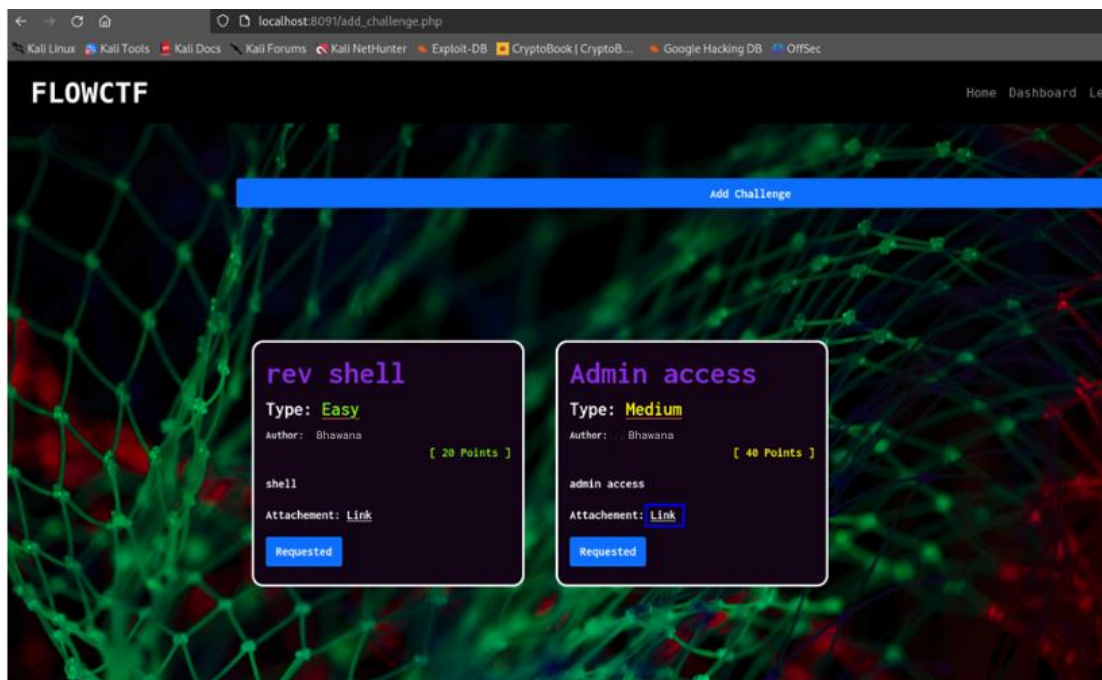 localhost:8091/add_challenge.php
Kali Linux Kali Tools Kali Docs Kali Forums Kali NetHunter Exploit-DB CryptoBook | CryptoB... Google Hacking DB OffSec
FLOWCTF
Home Dashboard Le
Add Challenge
rev shell
Type: Easy
Author: Bhawana
[ 20 Points ]
shell
Attachement: Link
Requested
Admin access
Type: Medium
Author: .. Bhawana
[ 40 Points ]
admin access
Attachement: Link
Requested